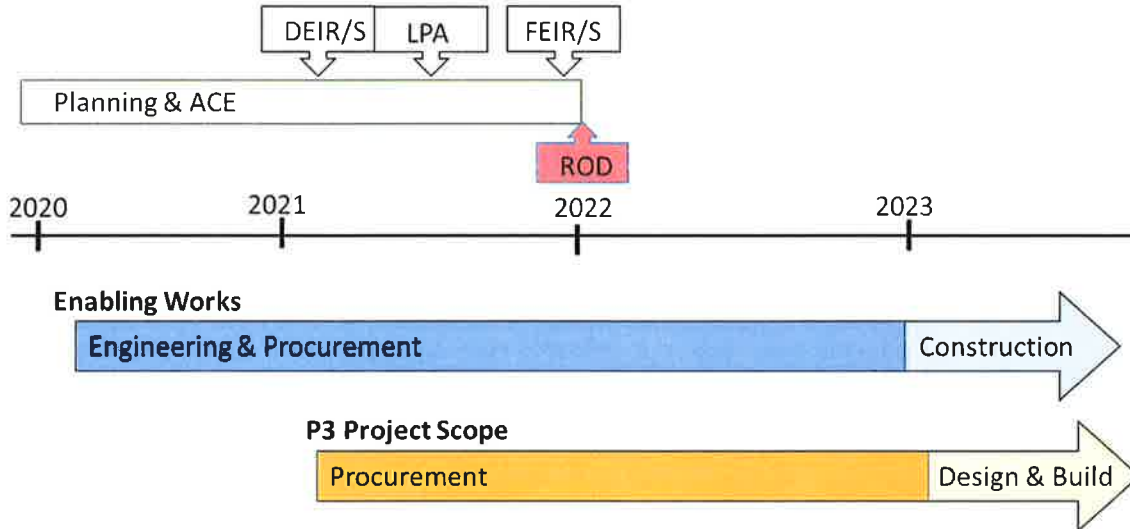 DEIR/S
LPA
FEIR/S
Planning & ACE
ROD
2020
2021
2022
2023
Enabling Works
Engineering & Procurement
Construction
P3 Project Scope
Procurement
Design & Build